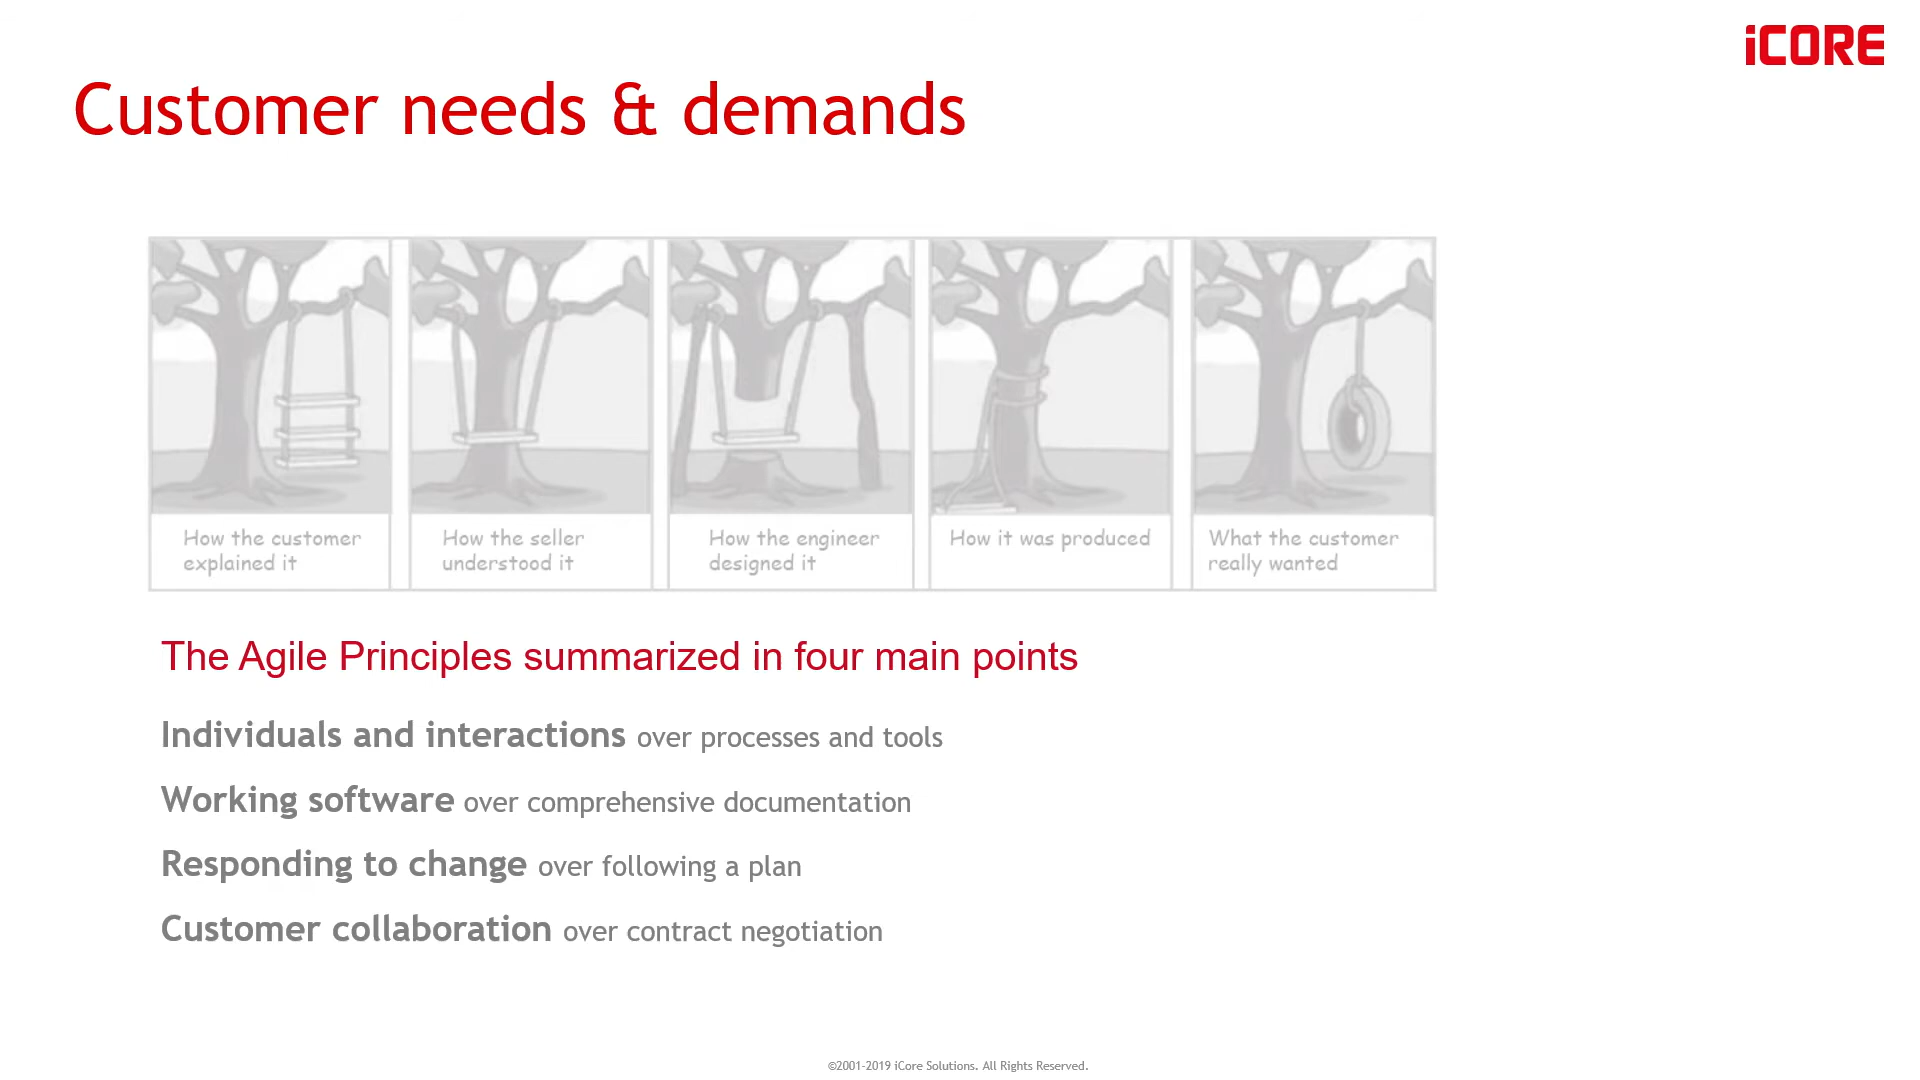 iCORE
Customer needs & demands
How the customer
explained it
How the seller
understood it
How the engineer
designed it
How it was produced
What the customer
really wanted
The Agile Principles summarized in four main points
Individuals and interactions over processes and tools
Working software over comprehensive documentation
Responding to change over following a plan
Customer collaboration over contract negotiation
©2001-2019 iCore Solutions. All Rights Reserved.